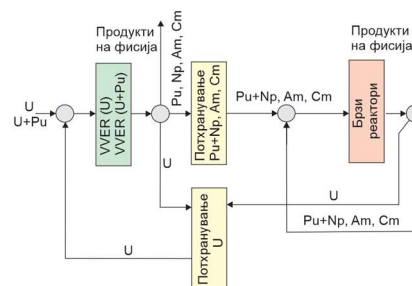 Продукти
на фисија
Продукти
на фисија
U
U+Pu
VVER (U)
VVER (U+Pu)
Pu, Np, Am, Cm
Потхранување
Pu+Np, Am, Cm
Pu+Np, Am, Cm
Брзи
реактори
U
U
Потхранување
U
Pu+Np, Am, Cm
U